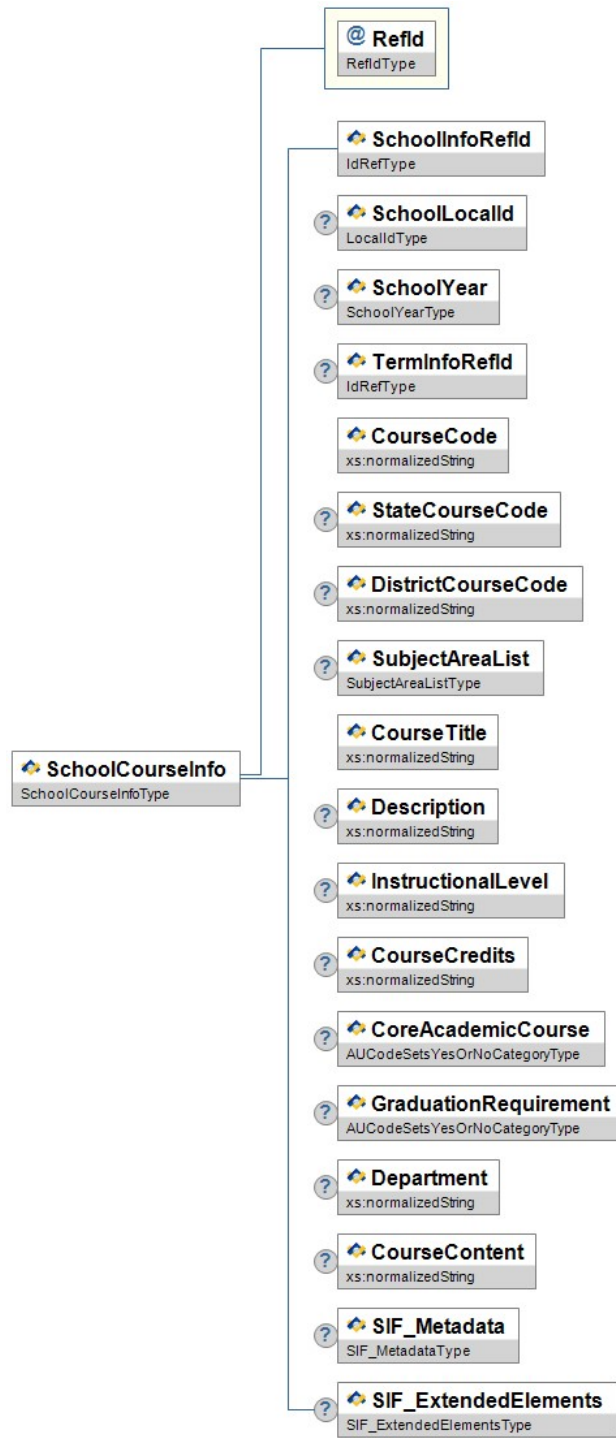 @ RefId
RefIdType
SchoolInfoRefId
IdRefType
? SchoolLocalId
LocalIdType
? SchoolYear
SchoolYearType
? TermInfoRefId
IdRefType
CourseCode
xs:normalizedString
? StateCourseCode
xs:normalizedString
? DistrictCourseCode
xs:normalizedString
? SubjectAreaList
SubjectAreaListType
CourseTitle
xs:normalizedString
SchoolCourseInfo
SchoolCourseInfoType
? Description
xs:normalizedString
? InstructionalLevel
xs:normalizedString
? CourseCredits
xs:normalizedString
? CoreAcademicCourse
AUCodeSetsYesOrNoCategoryType
? GraduationRequirement
AUCodeSetsYesOrNoCategoryType
? Department
xs:normalizedString
? CourseContent
xs:normalizedString
? SIF_Metadata
SIF_MetadataType
? SIF_ExtendedElements
SIF_ExtendedElementsType